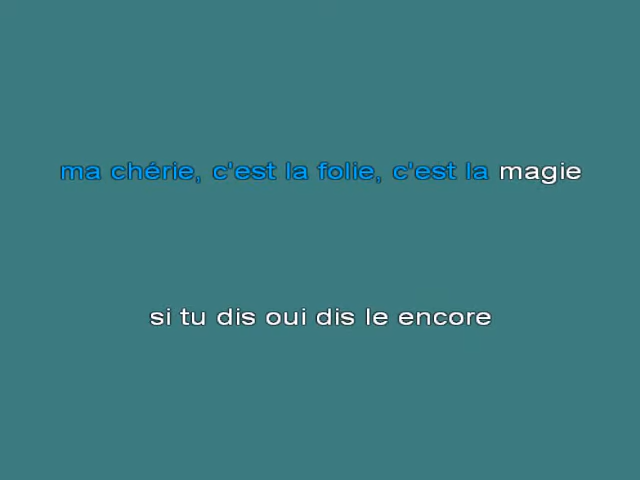 ma chérie, c'est la folie, c'est la magie
si tu dis oui dis le encore